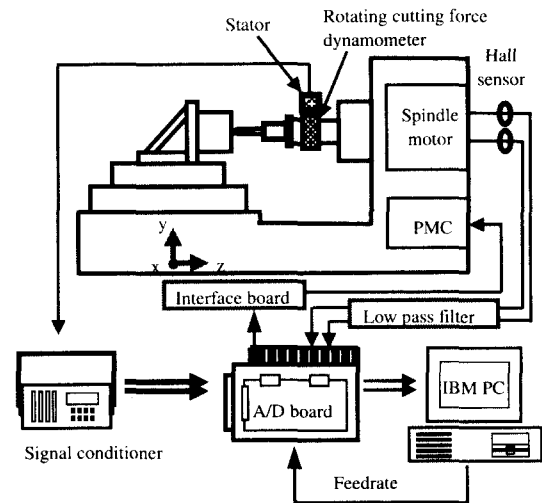 Stator
Rotating cutting force
dynamometer
Hall
sensor
Spindle
motor
PMC
y
x
z
Interface board
Low pass filter
A/D board
IBM PC
Signal conditioner
Feedrate